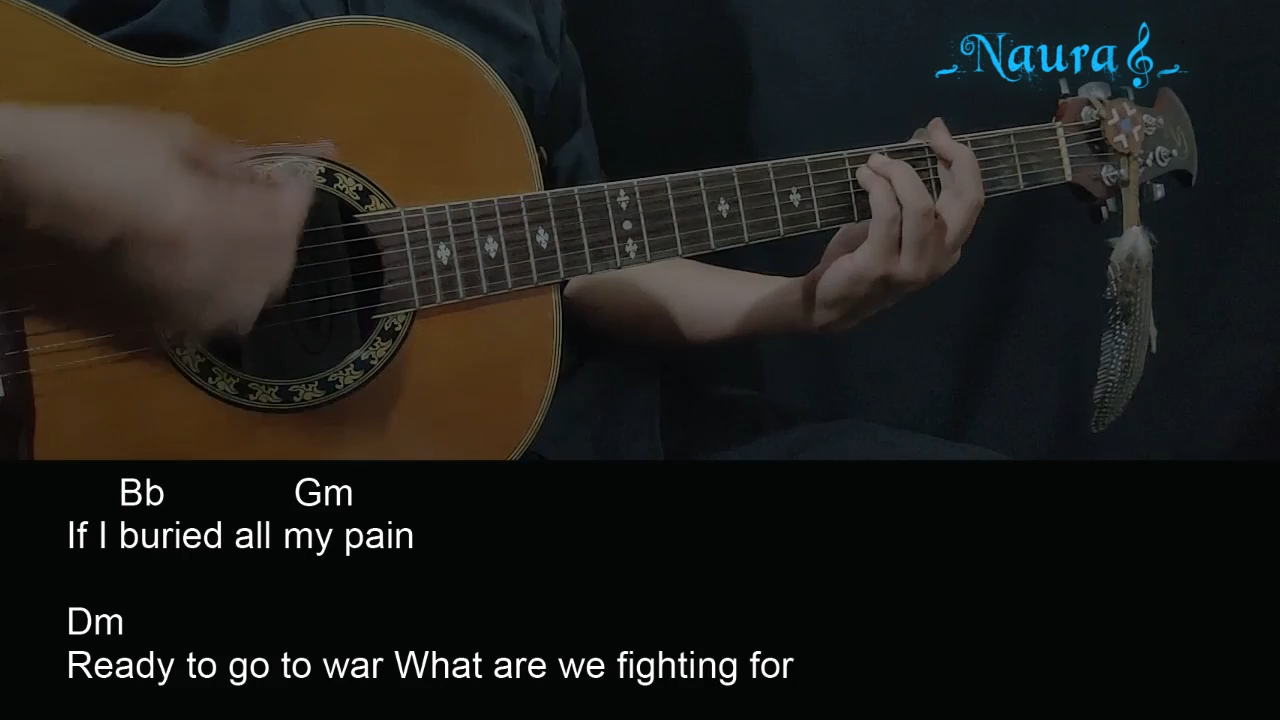 Naura
Bb Gm
If I buried all my pain
Dm
Ready to go to war What are we fighting for